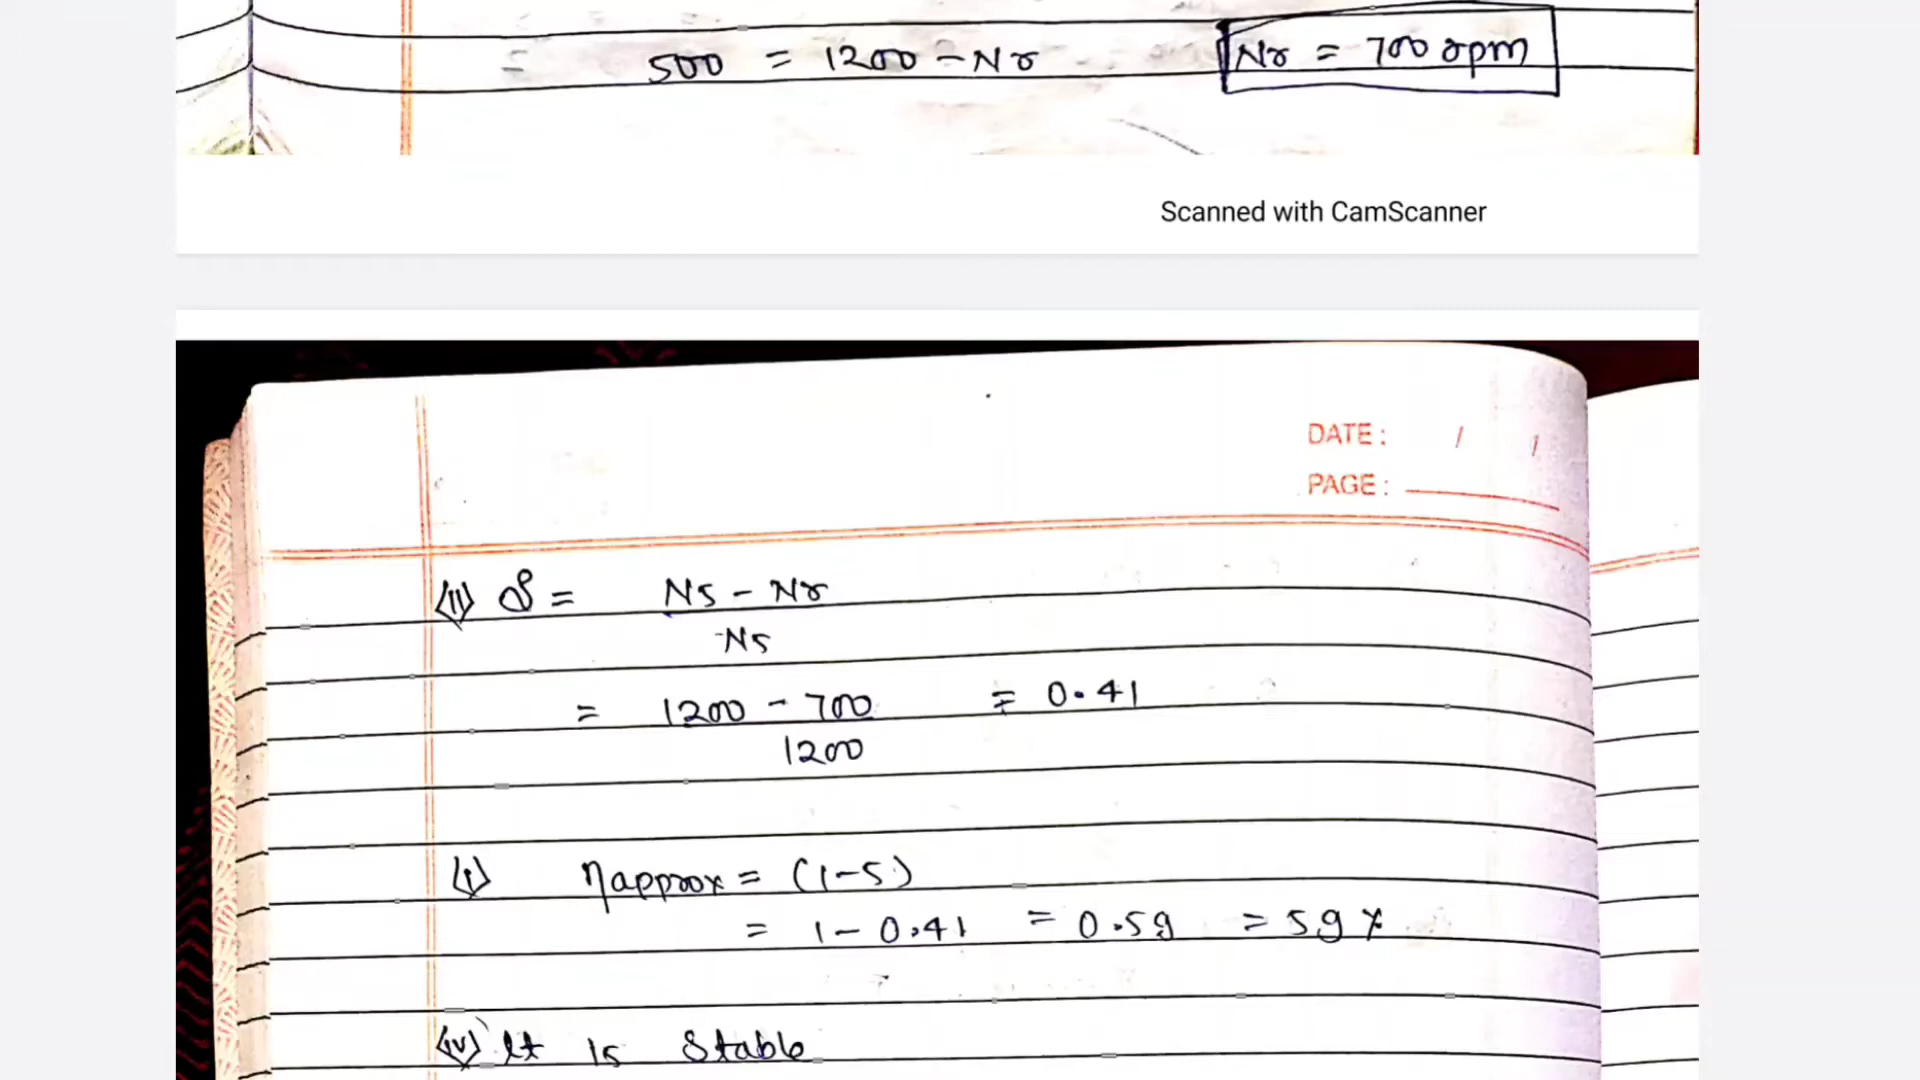 = 500 = 1200 - Nr Nr = 700 rpm
Scanned with CamScanner
DATE: / /
PAGE:
(ii) S = Ns - Nr
Ns
= 1200 - 700 = 0.41
1200
(i) ηapprox = (1-s)
= 1 - 0.41 = 0.59 = 59 %
(iv) It is Stable